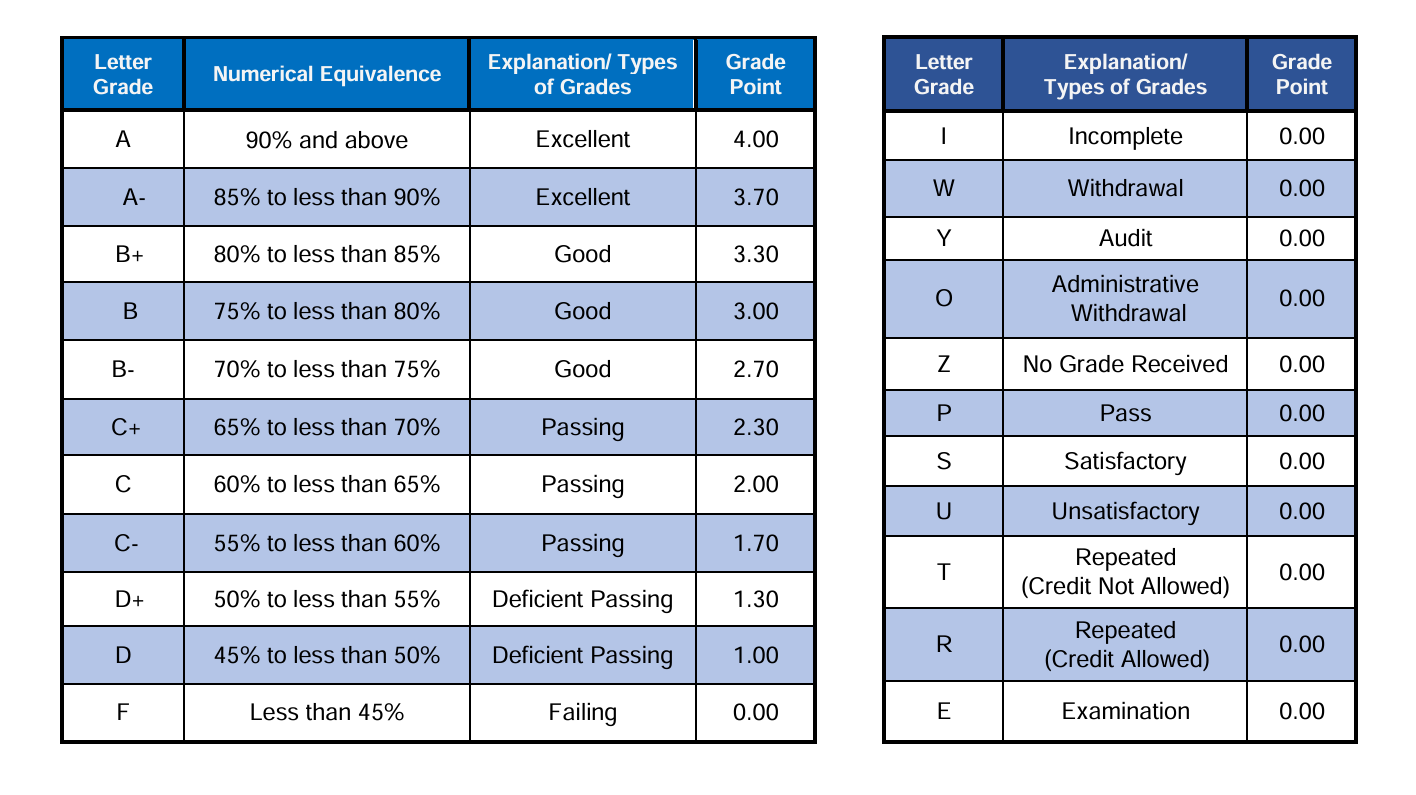 Letter Grade Numerical Equivalence Explanation/ Types of Grades Grade Point
A 90% and above Excellent 4.00
A- 85% to less than 90% Excellent 3.70
B+ 80% to less than 85% Good 3.30
B 75% to less than 80% Good 3.00
B- 70% to less than 75% Good 2.70
C+ 65% to less than 70% Passing 2.30
C 60% to less than 65% Passing 2.00
C- 55% to less than 60% Passing 1.70
D+ 50% to less than 55% Deficient Passing 1.30
D 45% to less than 50% Deficient Passing 1.00
F Less than 45% Failing 0.00
Letter Grade Explanation/ Types of Grades Grade Point
I Incomplete 0.00
W Withdrawal 0.00
Y Audit 0.00
O Administrative Withdrawal 0.00
Z No Grade Received 0.00
P Pass 0.00
S Satisfactory 0.00
U Unsatisfactory 0.00
T Repeated (Credit Not Allowed) 0.00
R Repeated (Credit Allowed) 0.00
E Examination 0.00